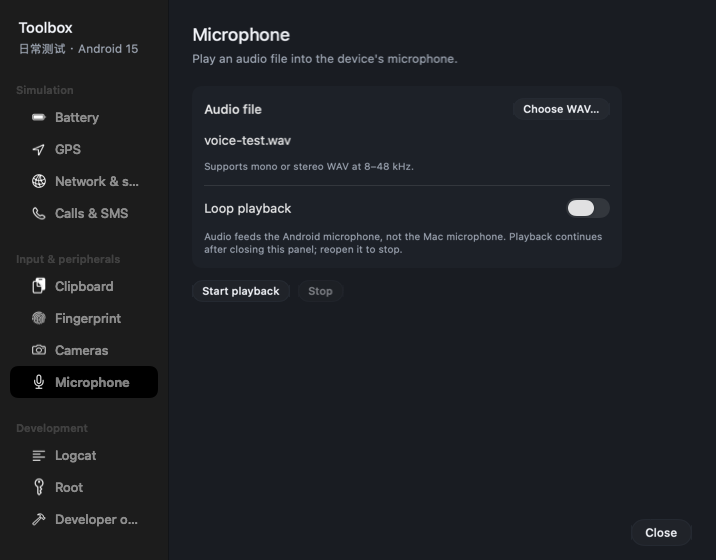 Toolbox
日常测试 · Android 15
Simulation
Battery
GPS
Network & s...
Calls & SMS
Input & peripherals
Clipboard
Fingerprint
Cameras
Microphone
Development
Logcat
Root
Developer o...
Microphone
Play an audio file into the device's microphone.
Audio file
Choose WAV...
voice-test.wav
Supports mono or stereo WAV at 8–48 kHz.
Loop playback
Audio feeds the Android microphone, not the Mac microphone. Playback continues
after closing this panel; reopen it to stop.
Start playback
Stop
Close